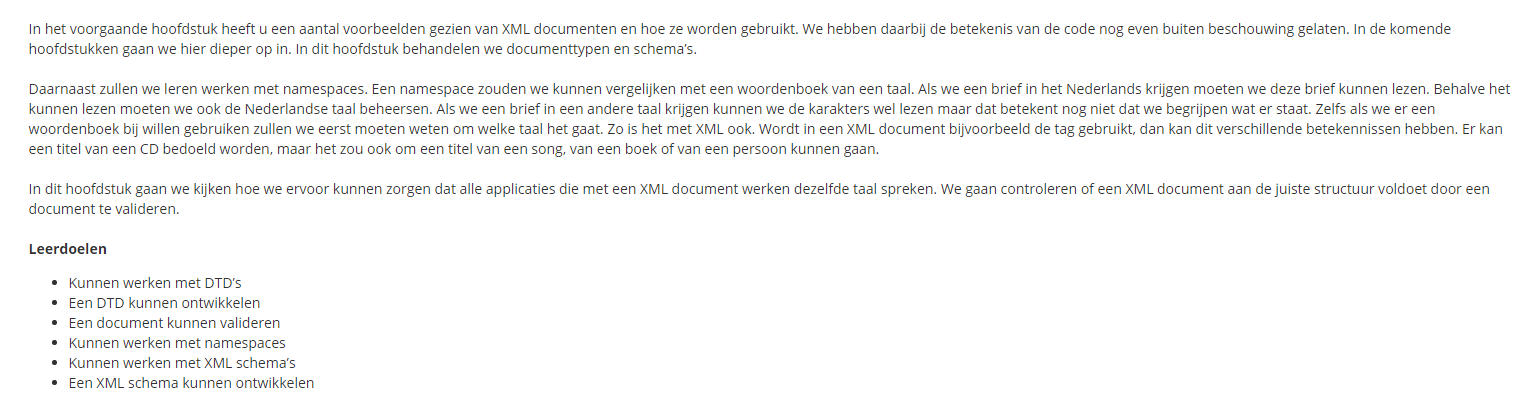 In het voorgaande hoofdstuk heeft u een aantal voorbeelden gezien van XML documenten en hoe ze worden gebruikt. We hebben daarbij de betekenis van de code nog even buiten beschouwing gelaten. In de komende
hoofdstukken gaan we hier dieper op in. In dit hoofdstuk behandelen we documenttypen en schema's.
Daarnaast zullen we leren werken met namespaces. Een namespace zouden we kunnen vergelijken met een woordenboek van een taal. Als we een brief in het Nederlands krijgen moeten we deze brief kunnen lezen. Behalve het
kunnen lezen moeten we ook de Nederlandse taal beheersen. Als we een brief in een andere taal krijgen kunnen we de karakters wel lezen maar dat betekent nog niet dat we begrijpen wat er staat. Zelfs als we er een
woordenboek bij willen gebruiken zullen we eerst moeten weten om welke taal het gaat. Zo is het met XML ook. Wordt in een XML document bijvoorbeeld de tag gebruikt, dan kan dit verschillende betekennissen hebben. Er kan
een titel van een CD bedoeld worden, maar het zou ook om een titel van een song, van een boek of van een persoon kunnen gaan.
In dit hoofdstuk gaan we kijken hoe we ervoor kunnen zorgen dat alle applicaties die met een XML document werken dezelfde taal spreken. We gaan controleren of een XML document aan de juiste structuur voldoet door een
document te valideren.
Leerdoelen
• Kunnen werken met DTD's
• Een DTD kunnen ontwikkelen
• Een document kunnen valideren
• Kunnen werken met namespaces
• Kunnen werken met XML schema's
• Een XML schema kunnen ontwikkelen